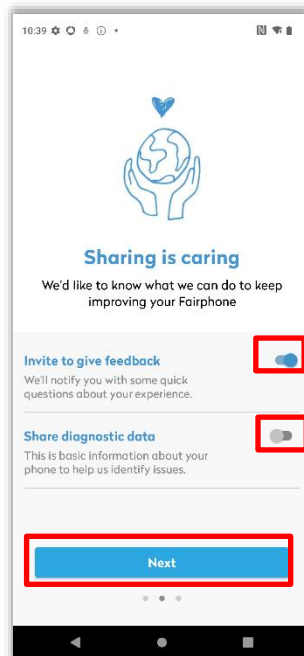 10:39
Sharing is caring
We'd like to know what we can do to keep
improving your Fairphone
Invite to give feedback
We'll notify you with some quick
questions about your experience.
Share diagnostic data
This is basic information about your
phone to help us identify issues.
Next